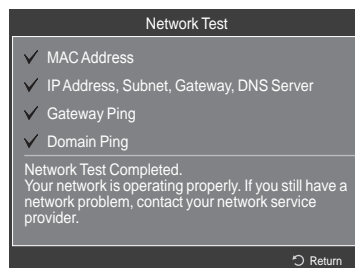 Network Test
MAC Address
IP Address, Subnet, Gateway, DNS Server
Gateway Ping
Domain Ping
Network Test Completed.
Your network is operating properly. If you still have a
network problem, contact your network service
provider.
Return